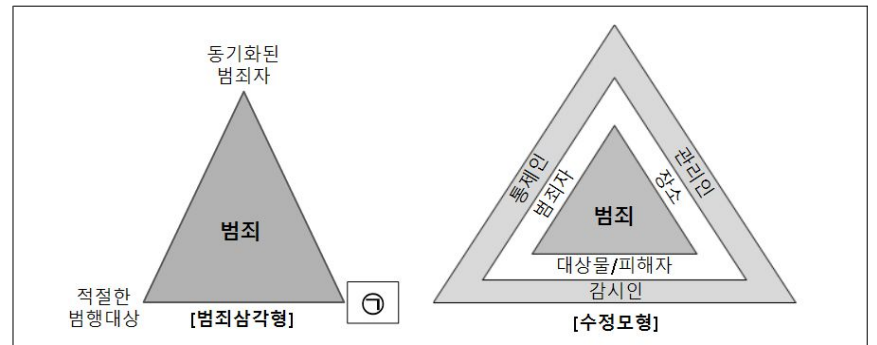 동기화된
범죄자
범죄
적절한
범행대상
㉠
[범죄삼각형]
통제인
범죄자
관리인
장소
범죄
대상물/피해자
감시인
[수정모형]